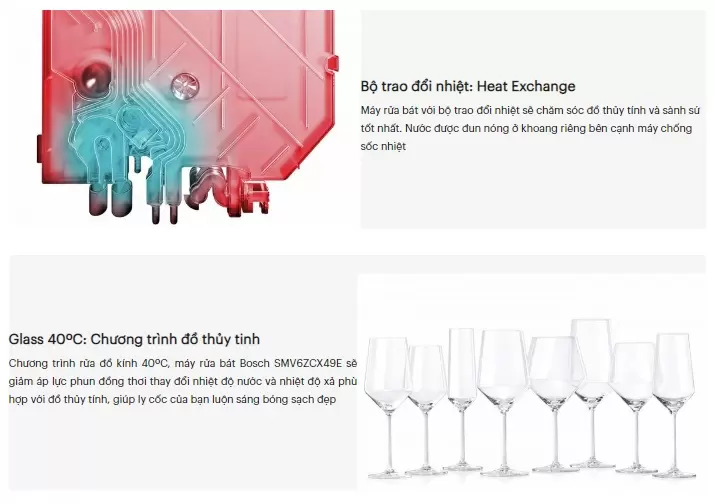 Bộ trao đổi nhiệt: Heat Exchange
Máy rửa bát với bộ trao đổi nhiệt sẽ chăm sóc đồ thủy tính và sành sứ
tốt nhất. Nước được đun nóng ở khoang riêng bên cạnh máy chống
sốc nhiệt
Glass 40ºC: Chương trình đồ thủy tinh
Chương trình rửa đồ kính 40ºC, máy rửa bát Bosch SMV6ZCX49E sẽ
giảm áp lực phun đồng thơi thay đổi nhiệt độ nước và nhiệt độ xả phù
hợp với đồ thủy tính, giúp ly cốc của bạn luộn sáng bóng sạch đẹp